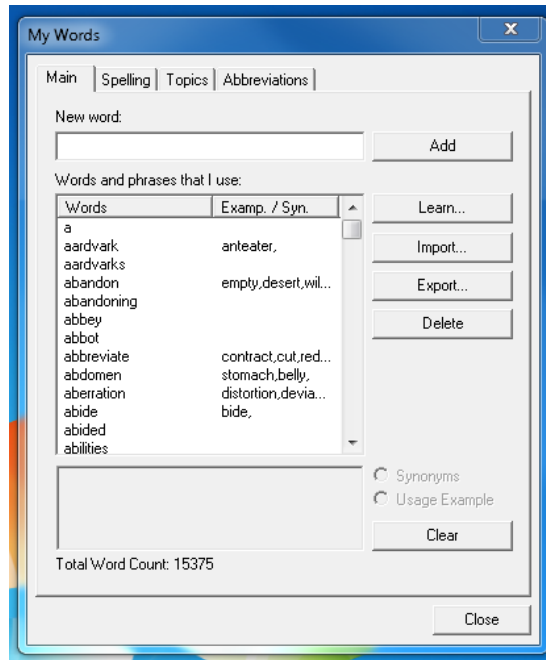 My Words
x
Main Spelling Topics Abbreviations
New word:
Add
Words and phrases that I use:
Words Examp. / Syn.
Learn...
a
aardvark anteater,
Import...
aardvarks
abandon empty,desert,wil...
Export...
abandoning
abbey
Delete
abbot
abbreviate contract,cut,red...
abdomen stomach,belly,
aberration distortion,devia...
abide bide,
abided
abilities
Synonyms
Usage Example
Clear
Total Word Count: 15375
Close